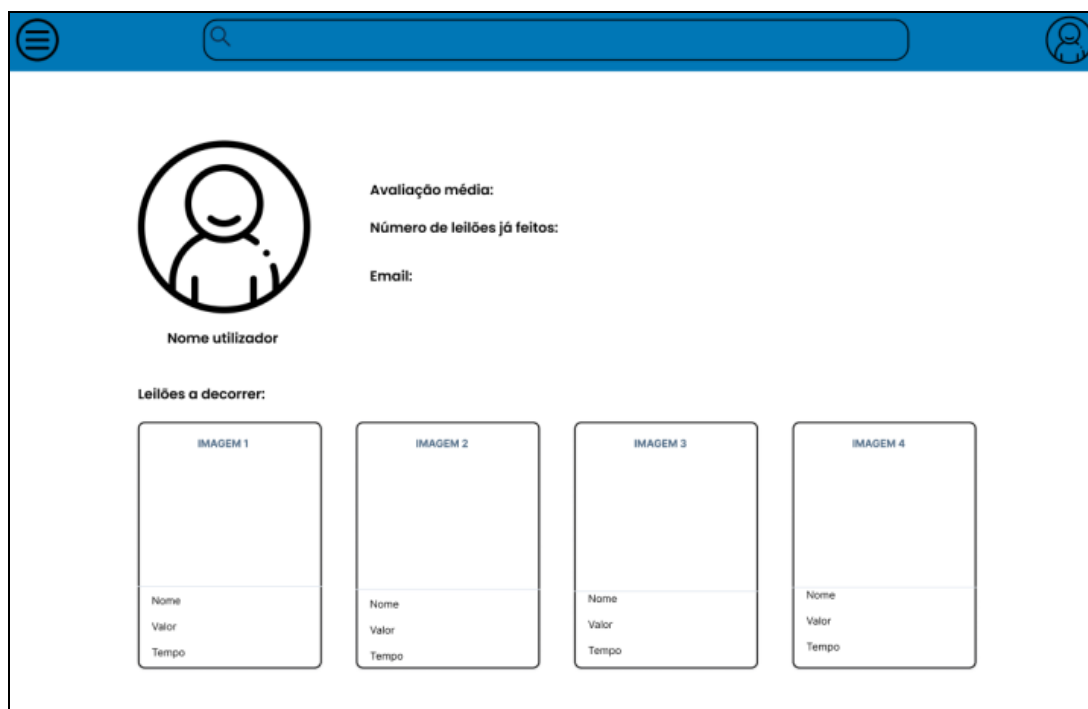 Avaliação média:
Número de leilões já feitos:
Email:
Nome utilizador
Leilões a decorrer:
IMAGEM 1
Nome
Valor
Tempo
IMAGEM 2
Nome
Valor
Tempo
IMAGEM 3
Nome
Valor
Tempo
IMAGEM 4
Nome
Valor
Tempo